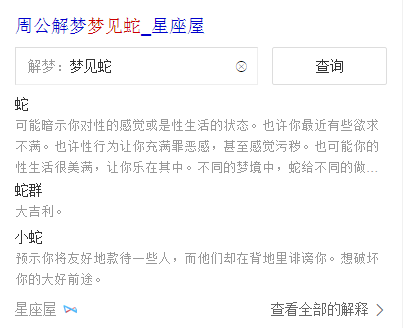 周公解梦梦见蛇_星座屋
解梦：梦见蛇
查询
蛇
可能暗示你对性的感觉或是性生活的状态。也许你最近有些欲求
不满。也许性行为让你充满罪恶感，甚至感觉污秽。也可能你的
性生活很美满，让你乐在其中。不同的梦境中，蛇给不同的做...
蛇群
大吉利。
小蛇
预示你将友好地款待一些人，而他们却在背地里诽谤你。想破坏
你的大好前途。
星座屋
查看全部的解释